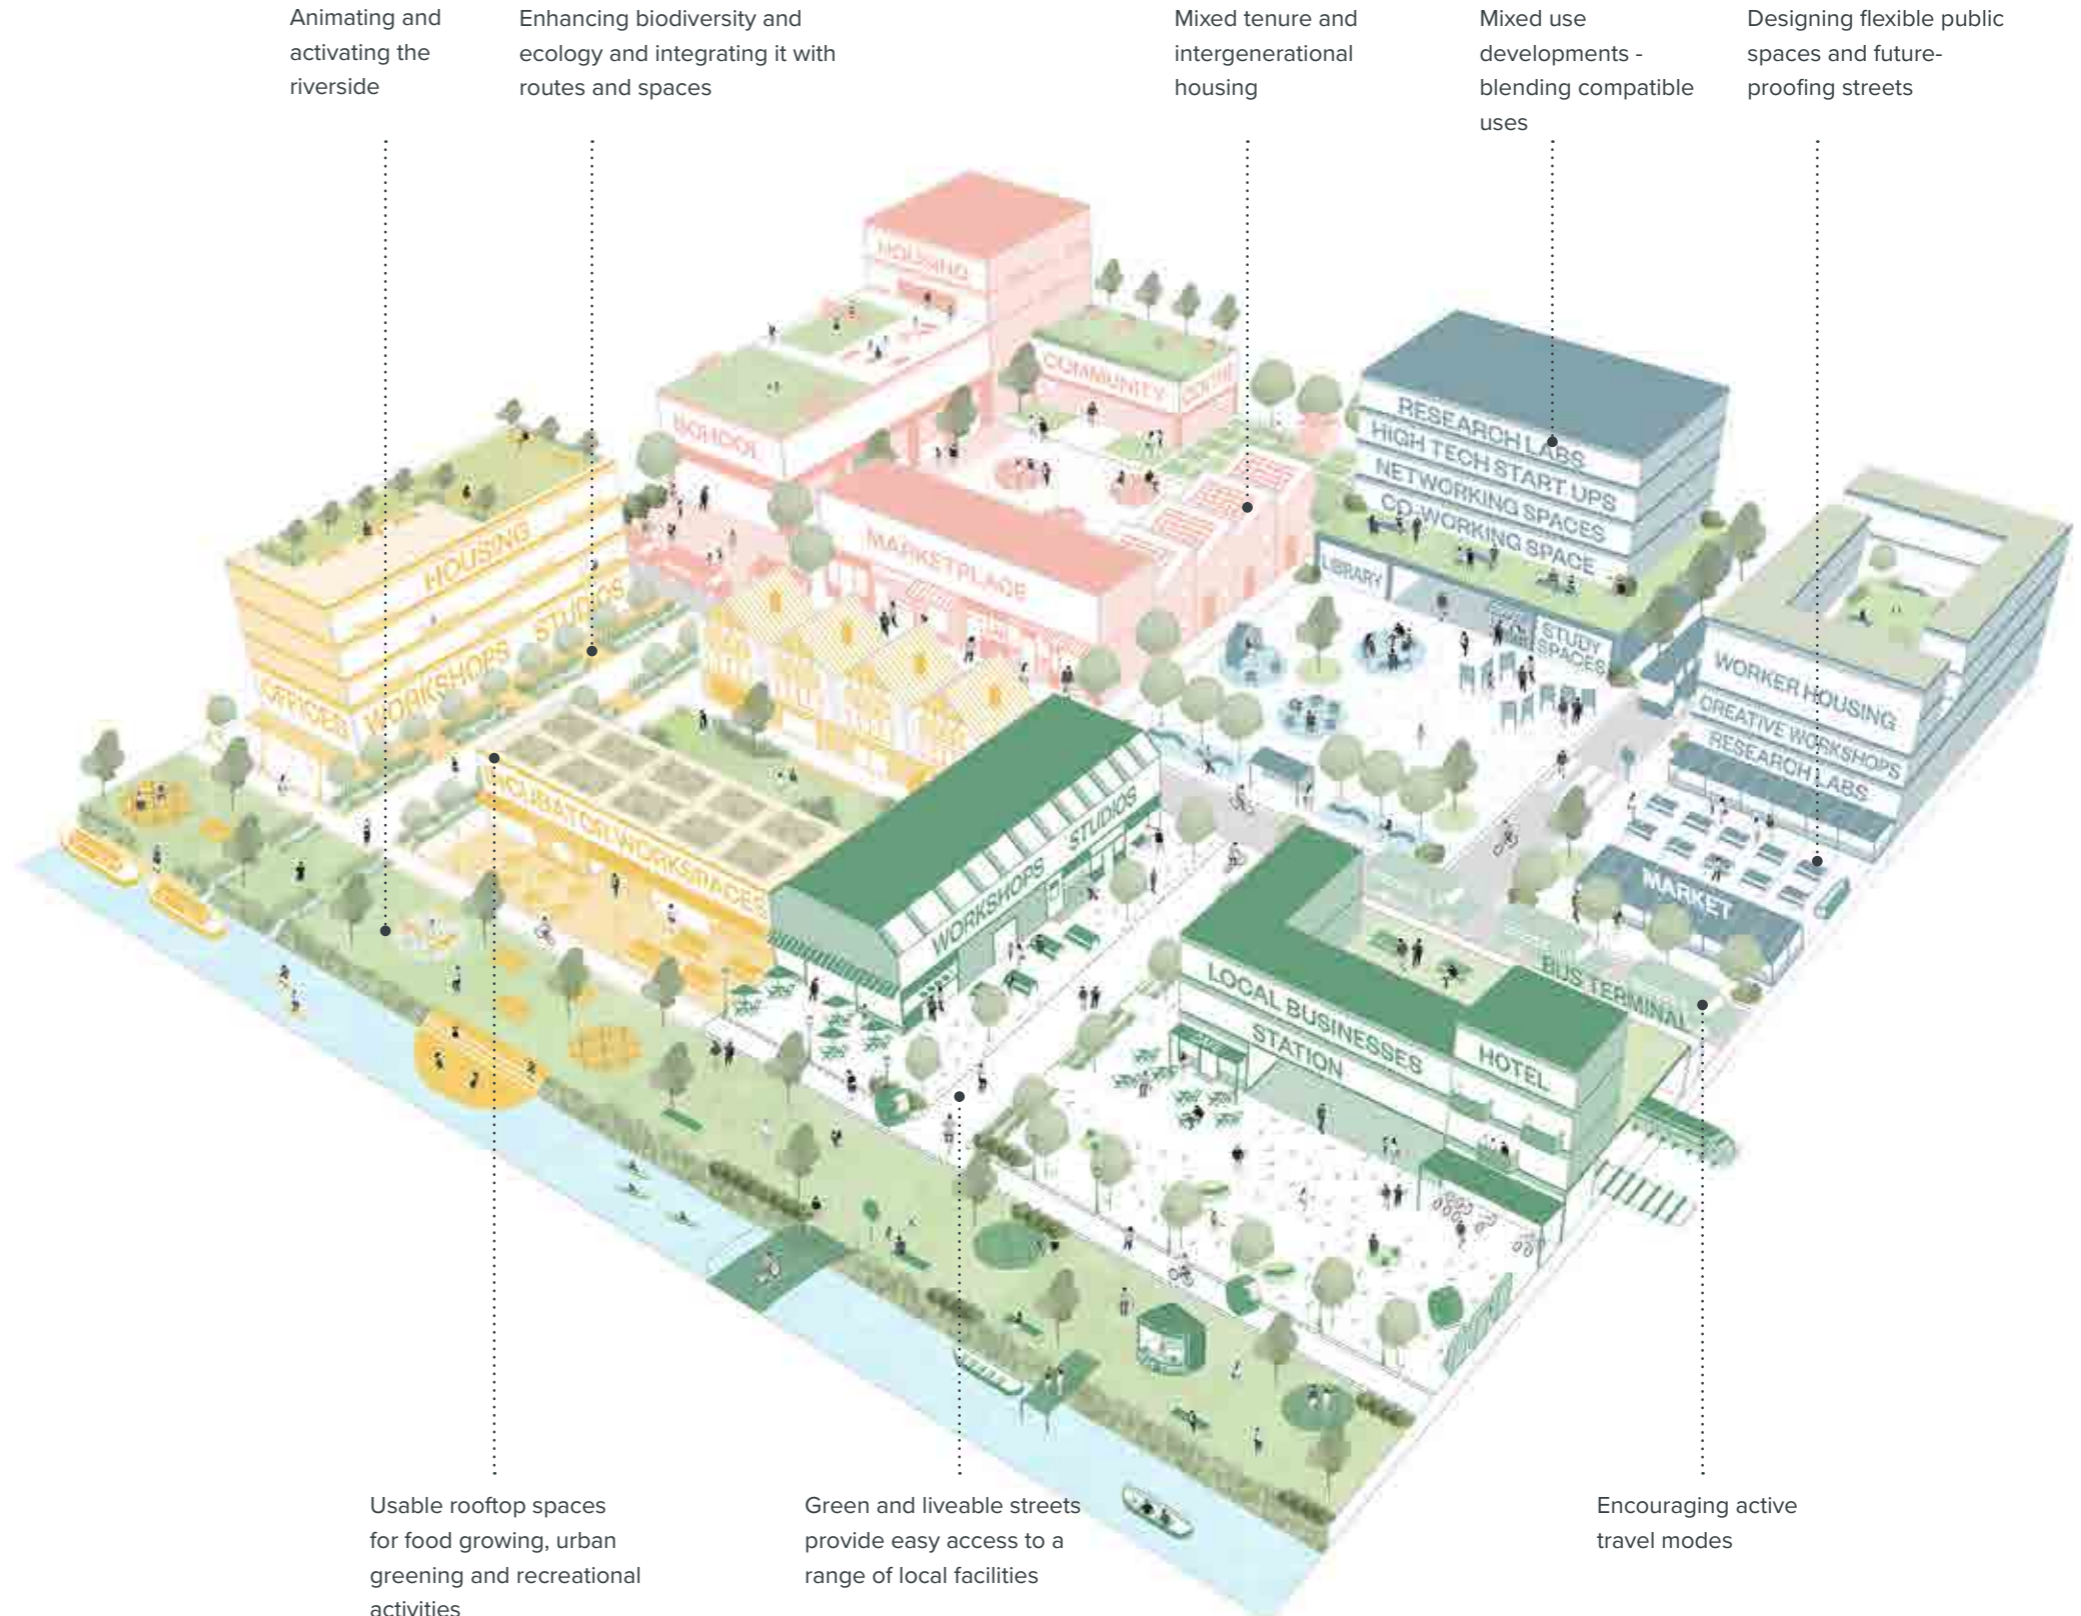 Animating and
activating the
riverside
Enhancing biodiversity and
ecology and integrating it with
routes and spaces
Mixed tenure and
intergenerational
housing
Mixed use
developments -
blending compatible
uses
Designing flexible public
spaces and future-
proofing streets
HOUSING
COMMUNITY
SCHOOL
MARKETPLACE
RESEARCH LABS
HIGH TECH START UPS
NETWORKING SPACES
CO-WORKING SPACE
LIBRARY
STUDY
SPACES
HOUSING
WORKSHOPS STUDIOS
OFFICES
WORKER HOUSING
CREATIVE WORKSHOPS
RESEARCH LABS
MARKET
INCUBATOR WORKSPACES
WORKSHOPS STUDIOS
BUS TERMINAL
LOCAL BUSINESSES
STATION
HOTEL
Usable rooftop spaces
for food growing, urban
greening and recreational
activities
Green and liveable streets
provide easy access to a
range of local facilities
Encouraging active
travel modes